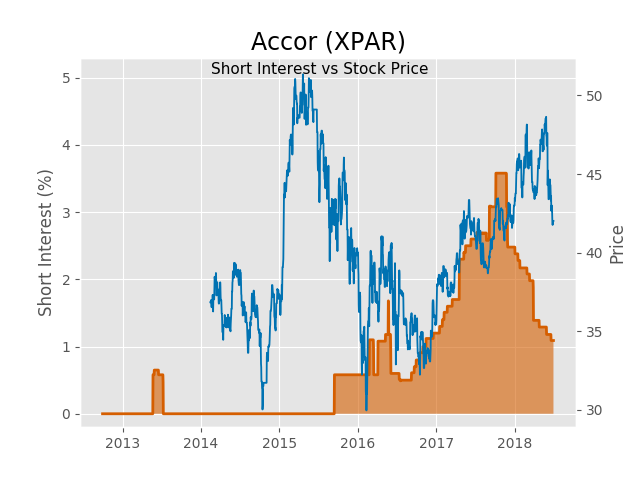 Accor (XPAR)
Short Interest vs Stock Price
Short Interest (%)
5
4
3
2
1
0
50
45
40
35
30
Price
2013 2014 2015 2016 2017 2018